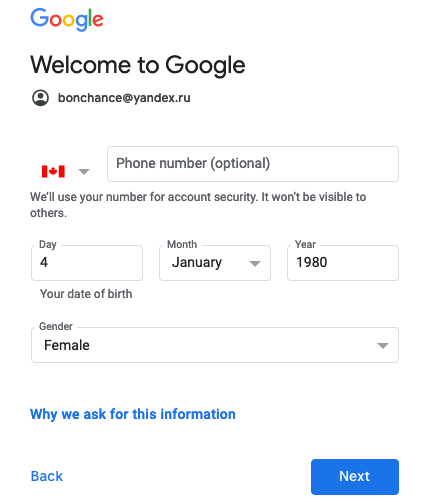 Google
Welcome to Google
bonchance@yandex.ru
Phone number (optional)
We'll use your number for account security. It won't be visible to
others.
Day
Month
Year
4
January
1980
Your date of birth
Gender
Female
Why we ask for this information
Back
Next